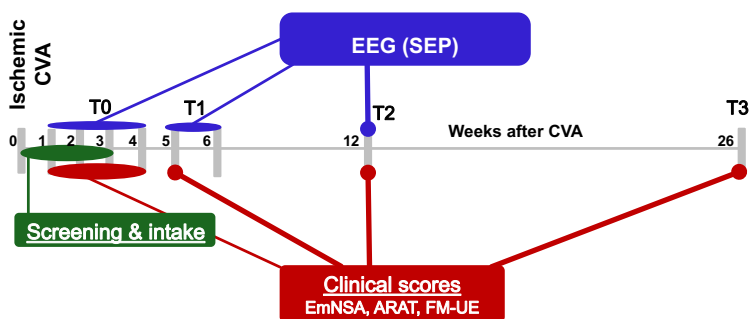 Ischemic
CVA
EEG (SEP)
T0
T1
T2
T3
0
1
2
3
4
5
6
12
Weeks after CVA
26
Screening & intake
Clinical scores
EmNSA, ARAT, FM-UE